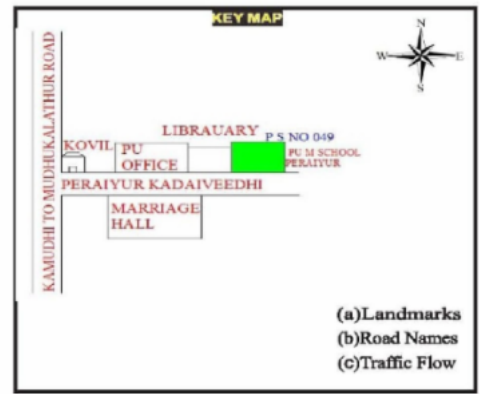 KEY MAP
N
W
E
S
KAMUDHI TO MUDHUKALATHUR ROAD
LIBRAUARY
P S NO 049
KOVIL
PU
OFFICE
PU M SCHOOL
PERAIYUR
PERAIYUR KADAIVEEDHI
MARRIAGE
HALL
(a)Landmarks
(b)Road Names
(c)Traffic Flow